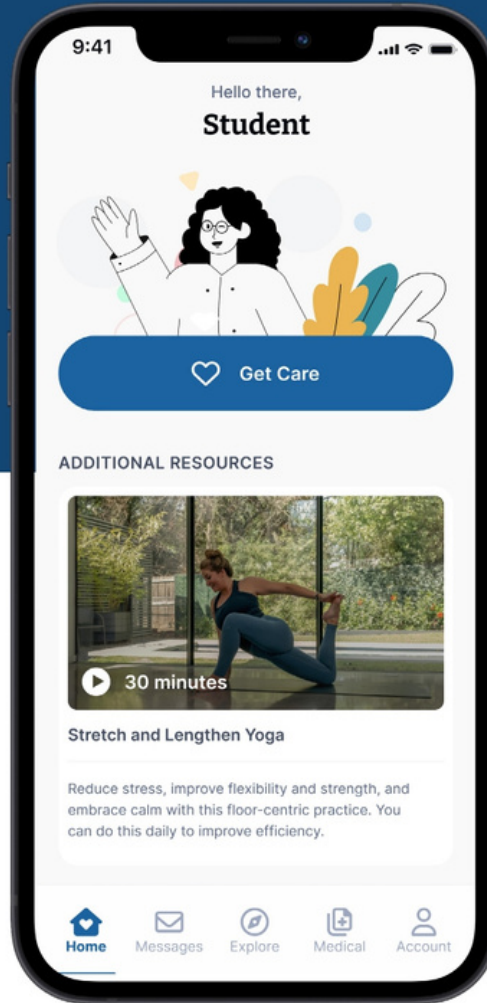 9:41
Hello there,
Student
Get Care
ADDITIONAL RESOURCES
30 minutes
Stretch and Lengthen Yoga
Reduce stress, improve flexibility and strength, and
embrace calm with this floor-centric practice. You
can do this daily to improve efficiency.
Home Messages Explore Medical Account